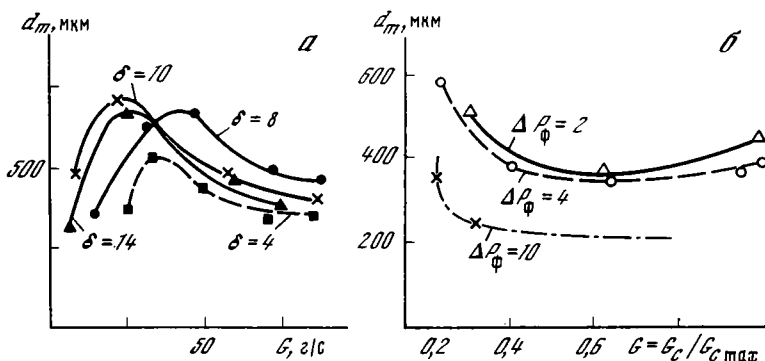 d_m, мкм
а
δ = 10
δ = 8
500
δ = 14
δ = 4
50
G, г/с
d_m, мкм
б
600
ΔP_ф = 2
400
ΔP_ф = 4
200
ΔP_ф = 10
0,2
0,4
0,6
G = G_c / G_c max